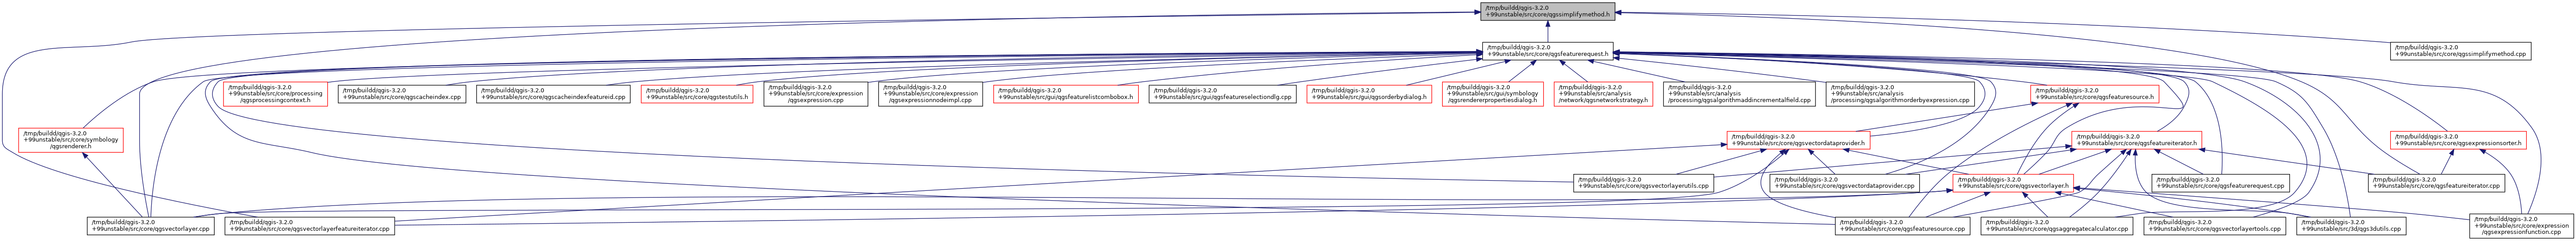 /tmp/buildd/qgis-3.2.0
+99unstable/src/core/qgssimplifymethod.h
/tmp/buildd/qgis-3.2.0
+99unstable/src/core/qgsfeaturerequest.h
/tmp/buildd/qgis-3.2.0
+99unstable/src/core/qgssimplifymethod.cpp
/tmp/buildd/qgis-3.2.0
+99unstable/src/core/processing
/qgsprocessingcontext.h
/tmp/buildd/qgis-3.2.0
+99unstable/src/core/qgscacheindex.cpp
/tmp/buildd/qgis-3.2.0
+99unstable/src/core/qgscacheindexfeatureid.cpp
/tmp/buildd/qgis-3.2.0
+99unstable/src/core/qgstestutils.h
/tmp/buildd/qgis-3.2.0
+99unstable/src/core/expression
/qgsexpression.cpp
/tmp/buildd/qgis-3.2.0
+99unstable/src/core/expression
/qgsexpressionnodeimpl.cpp
/tmp/buildd/qgis-3.2.0
+99unstable/src/gui/qgsfeaturelistcombobox.h
/tmp/buildd/qgis-3.2.0
+99unstable/src/gui/qgsfeatureselectiondlg.cpp
/tmp/buildd/qgis-3.2.0
+99unstable/src/gui/qgsorderbydialog.h
/tmp/buildd/qgis-3.2.0
+99unstable/src/gui/symbology
/qgsrendererpropertiesdialog.h
/tmp/buildd/qgis-3.2.0
+99unstable/src/analysis
/network/qgsnetworkstrategy.h
/tmp/buildd/qgis-3.2.0
+99unstable/src/analysis
/processing/qgsalgorithmaddincrementalfield.cpp
/tmp/buildd/qgis-3.2.0
+99unstable/src/analysis
/processing/qgsalgorithmorderbyexpression.cpp
/tmp/buildd/qgis-3.2.0
+99unstable/src/core/qgsfeaturesource.h
/tmp/buildd/qgis-3.2.0
+99unstable/src/core/symbology
/qgsrenderer.h
/tmp/buildd/qgis-3.2.0
+99unstable/src/core/qgsvectordataprovider.h
/tmp/buildd/qgis-3.2.0
+99unstable/src/core/qgsfeatureiterator.h
/tmp/buildd/qgis-3.2.0
+99unstable/src/core/qgsexpressionsorter.h
/tmp/buildd/qgis-3.2.0
+99unstable/src/core/qgsvectorlayerutils.cpp
/tmp/buildd/qgis-3.2.0
+99unstable/src/core/qgsvectordataprovider.cpp
/tmp/buildd/qgis-3.2.0
+99unstable/src/core/qgsvectorlayer.h
/tmp/buildd/qgis-3.2.0
+99unstable/src/core/qgsfeaturerequest.cpp
/tmp/buildd/qgis-3.2.0
+99unstable/src/core/qgsfeatureiterator.cpp
/tmp/buildd/qgis-3.2.0
+99unstable/src/core/qgsvectorlayer.cpp
/tmp/buildd/qgis-3.2.0
+99unstable/src/core/qgsvectorlayerfeatureiterator.cpp
/tmp/buildd/qgis-3.2.0
+99unstable/src/core/qgsfeaturesource.cpp
/tmp/buildd/qgis-3.2.0
+99unstable/src/core/qgsaggregatecalculator.cpp
/tmp/buildd/qgis-3.2.0
+99unstable/src/core/qgsvectorlayertools.cpp
/tmp/buildd/qgis-3.2.0
+99unstable/src/3d/qgs3dutils.cpp
/tmp/buildd/qgis-3.2.0
+99unstable/src/core/expression
/qgsexpressionfunction.cpp